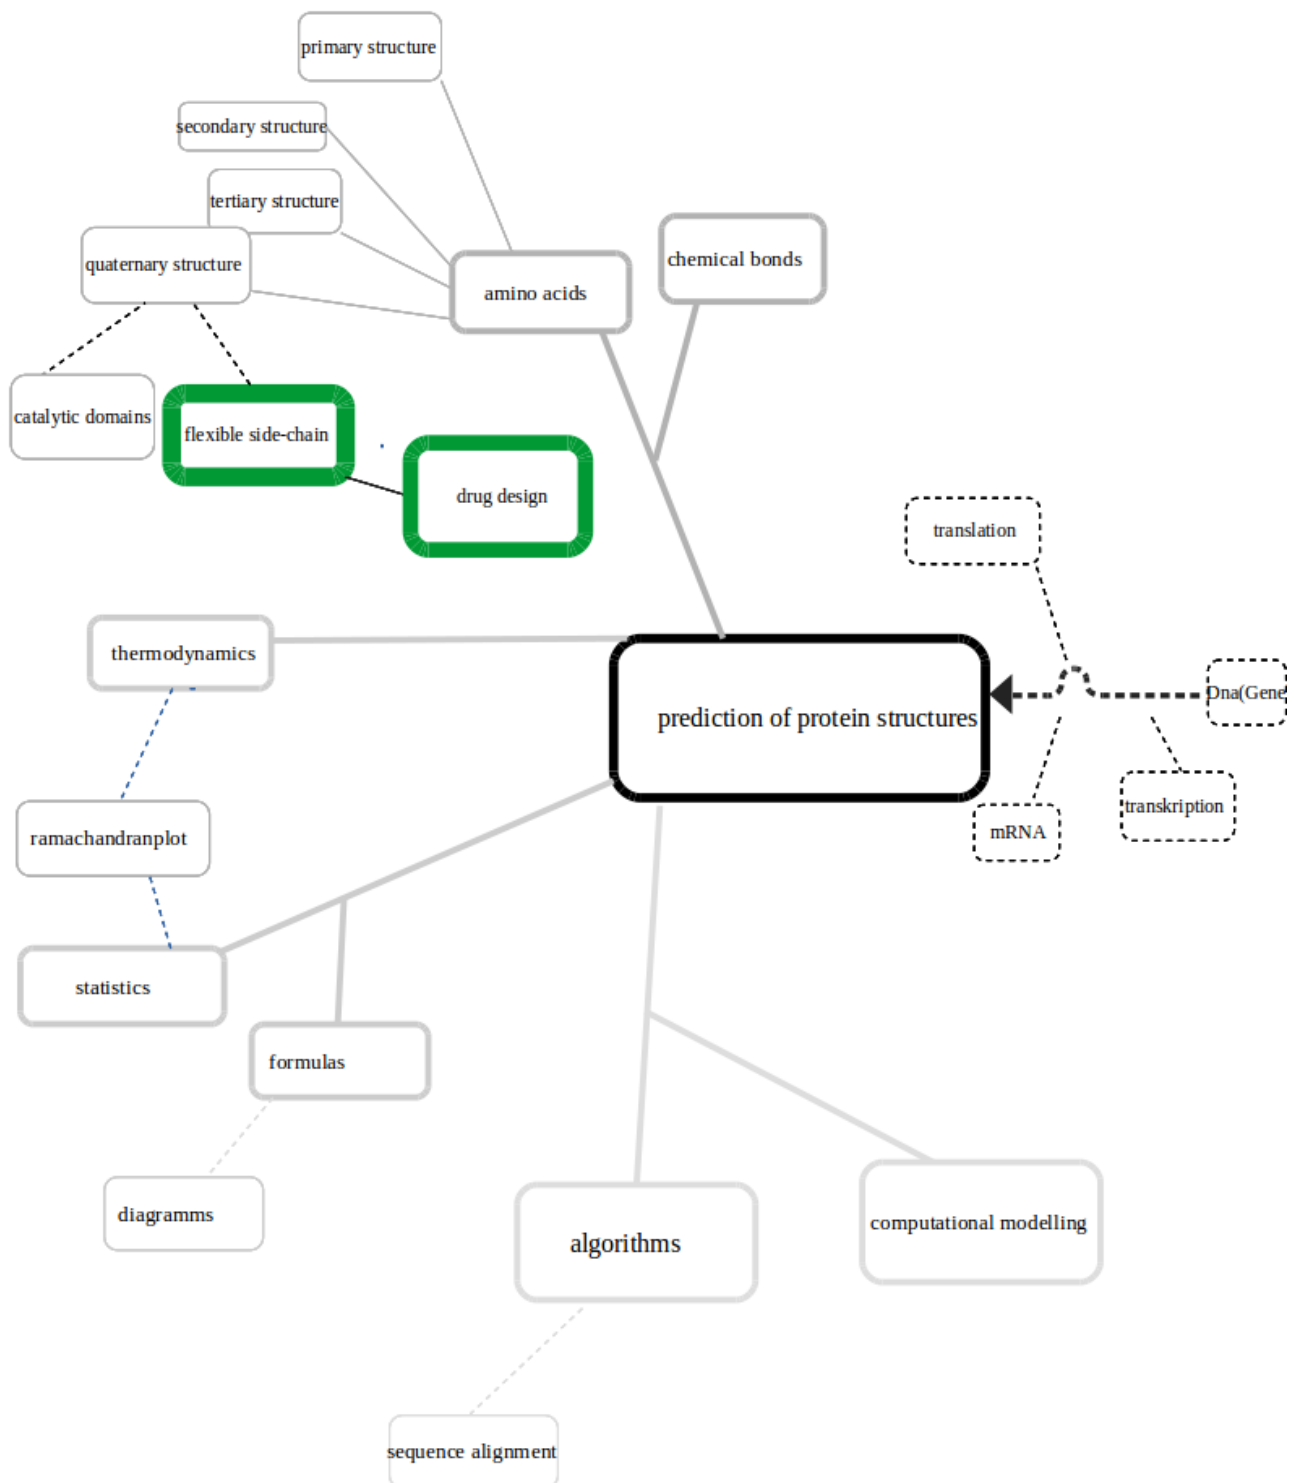 primary structure
secondary structure
tertiary structure
quaternary structure
chemical bonds
amino acids
catalytic domains
flexible side-chain
drug design
translation
thermodynamics
Dna(Gene
prediction of protein structures
transkription
mRNA
ramachandranplot
statistics
formulas
diagramms
computational modelling
algorithms
sequence alignment